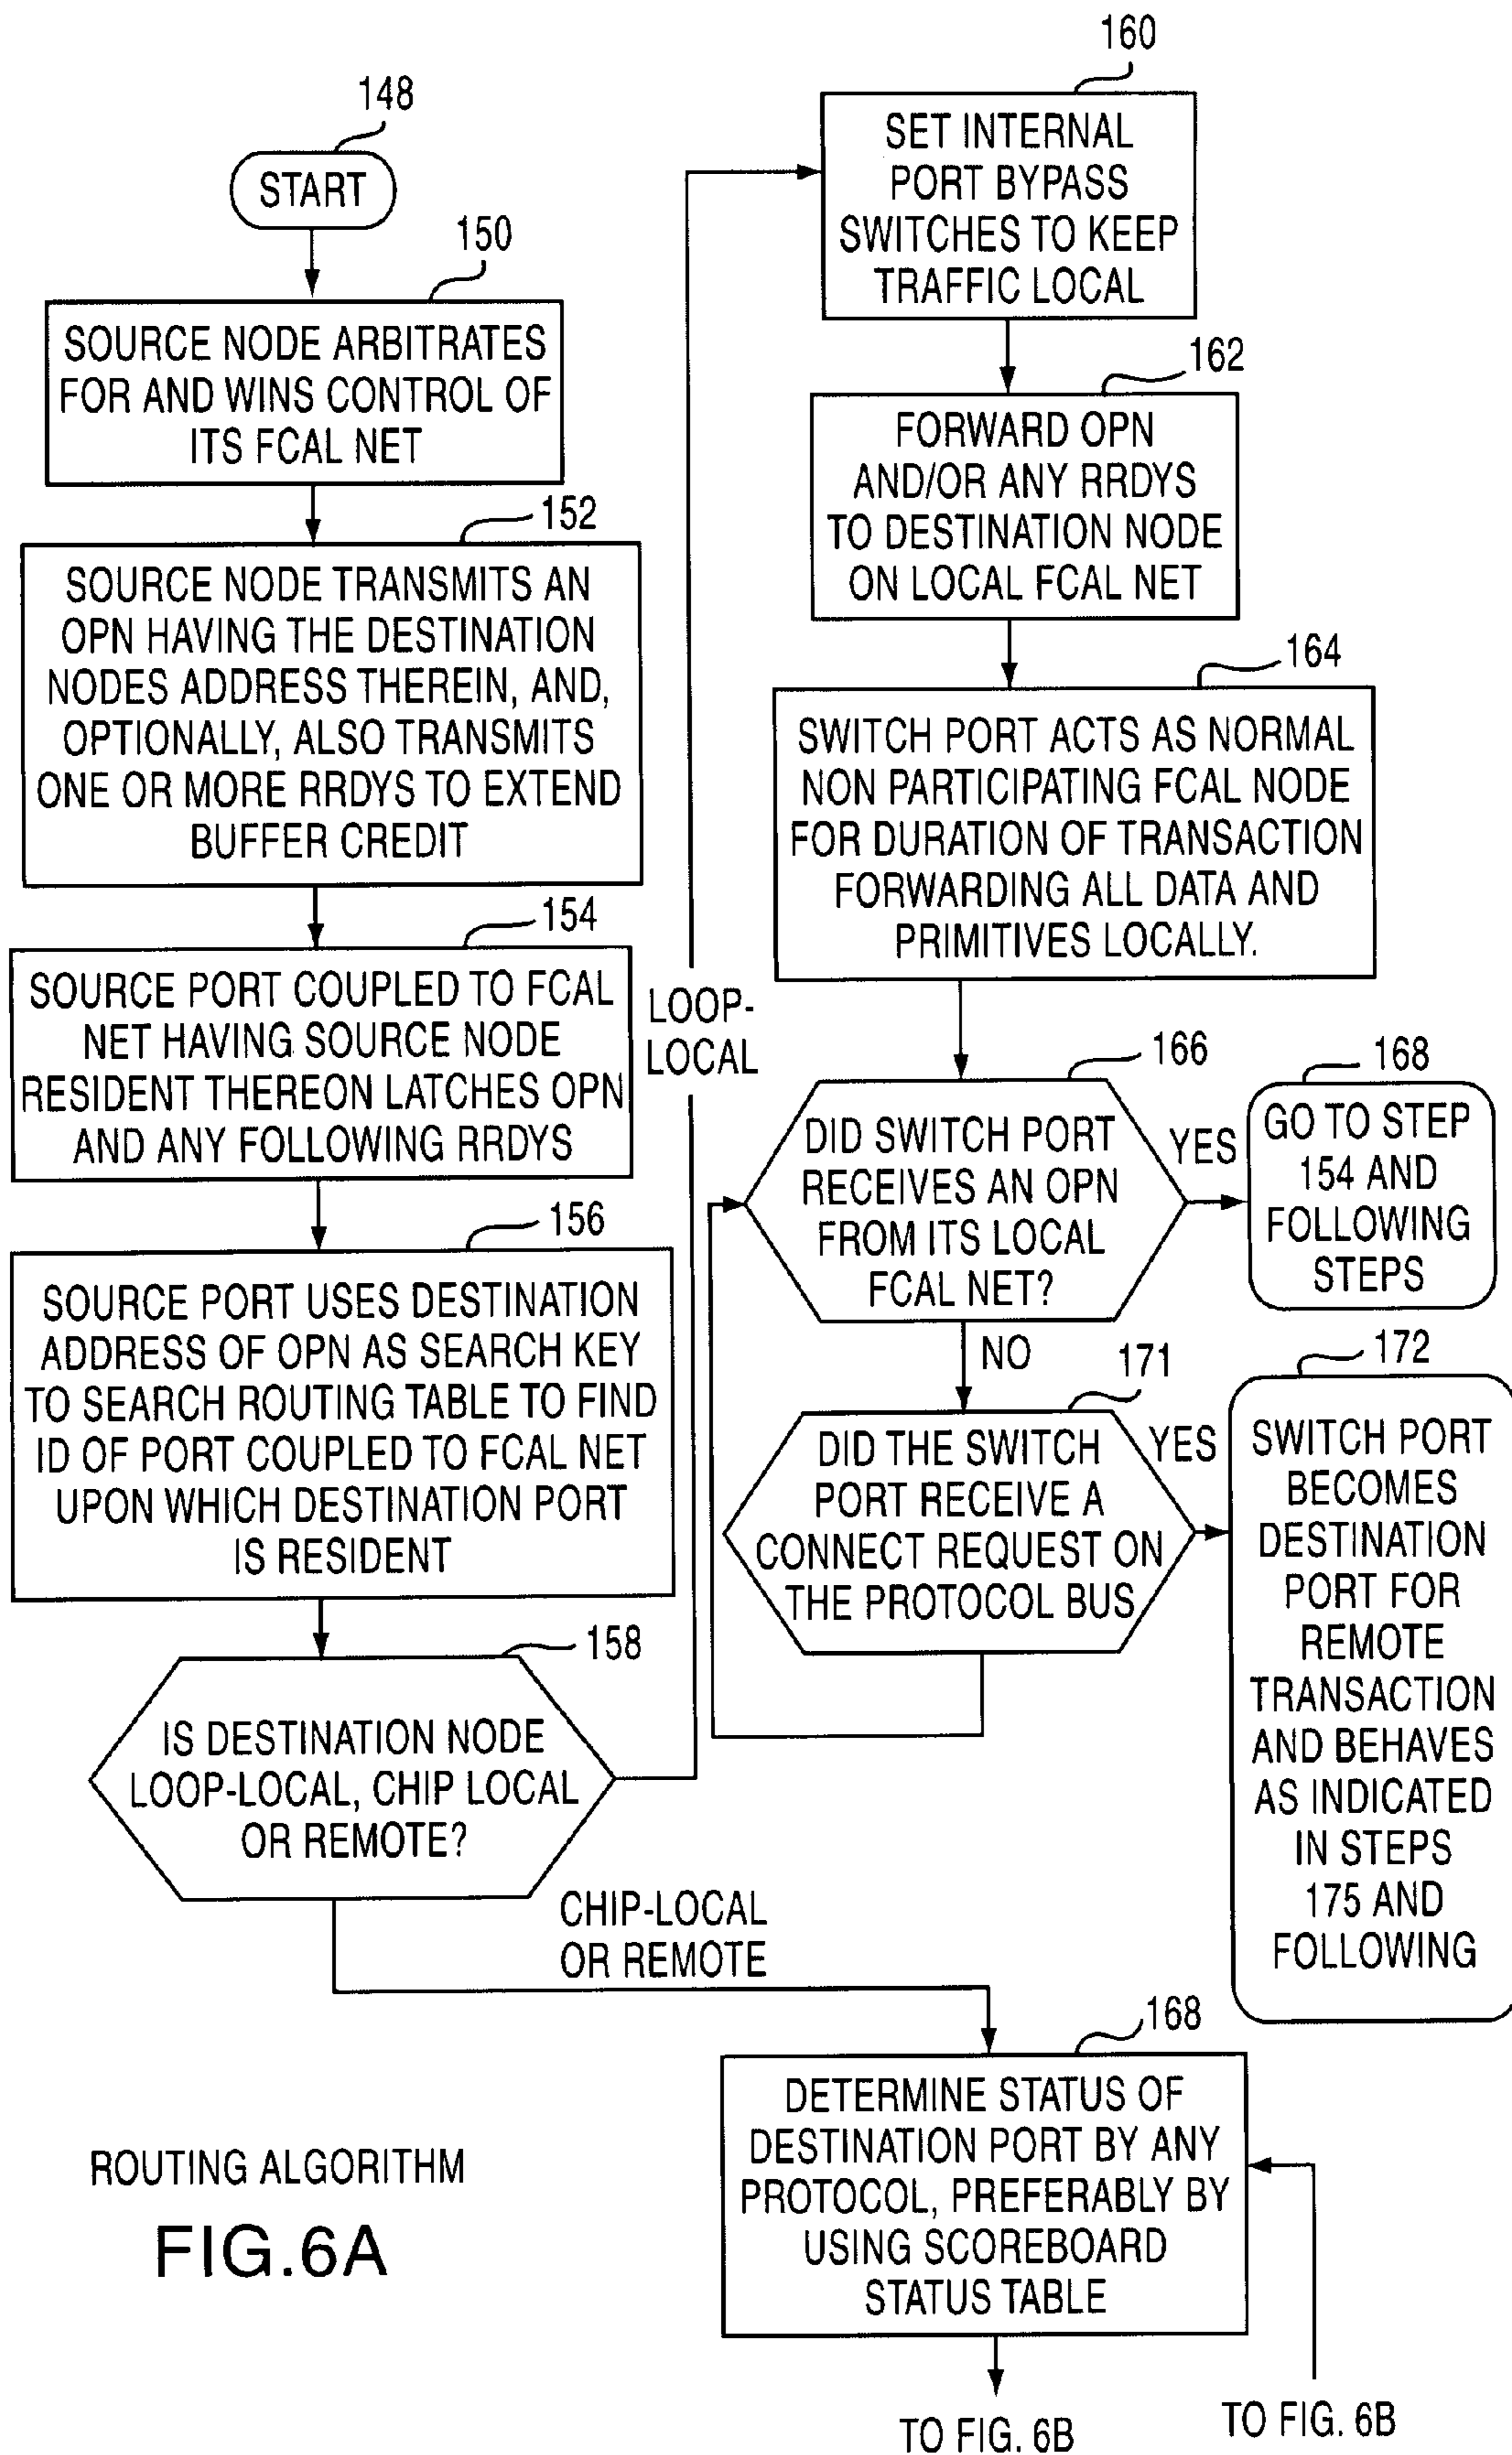 148
START
150
SOURCE NODE ARBITRATES
FOR AND WINS CONTROL OF
ITS FCAL NET
152
SOURCE NODE TRANSMITS AN
OPN HAVING THE DESTINATION
NODES ADDRESS THEREIN, AND,
OPTIONALLY, ALSO TRANSMITS
ONE OR MORE RRDYS TO EXTEND
BUFFER CREDIT
154
SOURCE PORT COUPLED TO FCAL
NET HAVING SOURCE NODE
RESIDENT THEREON LATCHES OPN
AND ANY FOLLOWING RRDYS
156
SOURCE PORT USES DESTINATION
ADDRESS OF OPN AS SEARCH KEY
TO SEARCH ROUTING TABLE TO FIND
ID OF PORT COUPLED TO FCAL NET
UPON WHICH DESTINATION PORT
IS RESIDENT
158
IS DESTINATION NODE
LOOP-LOCAL, CHIP LOCAL
OR REMOTE?
LOOP-
LOCAL
CHIP-LOCAL
OR REMOTE
160
SET INTERNAL
PORT BYPASS
SWITCHES TO KEEP
TRAFFIC LOCAL
162
FORWARD OPN
AND/OR ANY RRDYS
TO DESTINATION NODE
ON LOCAL FCAL NET
164
SWITCH PORT ACTS AS NORMAL
NON PARTICIPATING FCAL NODE
FOR DURATION OF TRANSACTION
FORWARDING ALL DATA AND
PRIMITIVES LOCALLY.
166
DID SWITCH PORT
RECEIVES AN OPN
FROM ITS LOCAL
FCAL NET?
YES
168
GO TO STEP
154 AND
FOLLOWING
STEPS
NO
171
DID THE SWITCH
PORT RECEIVE A
CONNECT REQUEST ON
THE PROTOCOL BUS
YES
172
SWITCH PORT
BECOMES
DESTINATION
PORT FOR
REMOTE
TRANSACTION
AND BEHAVES
AS INDICATED
IN STEPS
175 AND
FOLLOWING
168
DETERMINE STATUS OF
DESTINATION PORT BY ANY
PROTOCOL, PREFERABLY BY
USING SCOREBOARD
STATUS TABLE
TO FIG. 6B
TO FIG. 6B
ROUTING ALGORITHM
FIG.6A